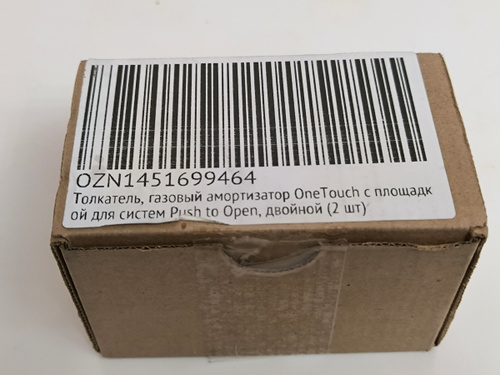 OZN1451699464
Толкатель, газовый амортизатор OneTouch с площадк
ой для систем Push to Open, двойной (2 шт)